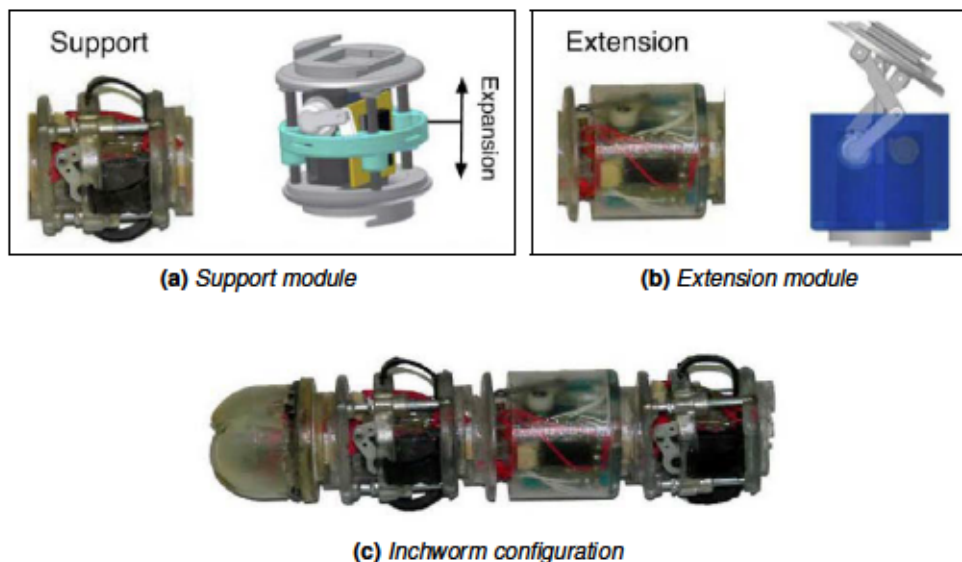 Support
Expansion
Extension
(a) Support module
(b) Extension module
(c) Inchworm configuration